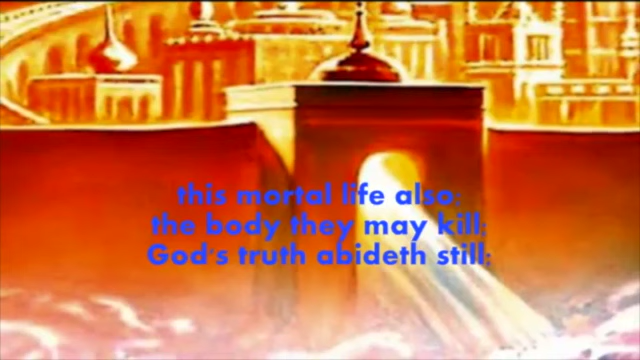 this mortal life also;
the body they may kill;
God's truth abideth still;